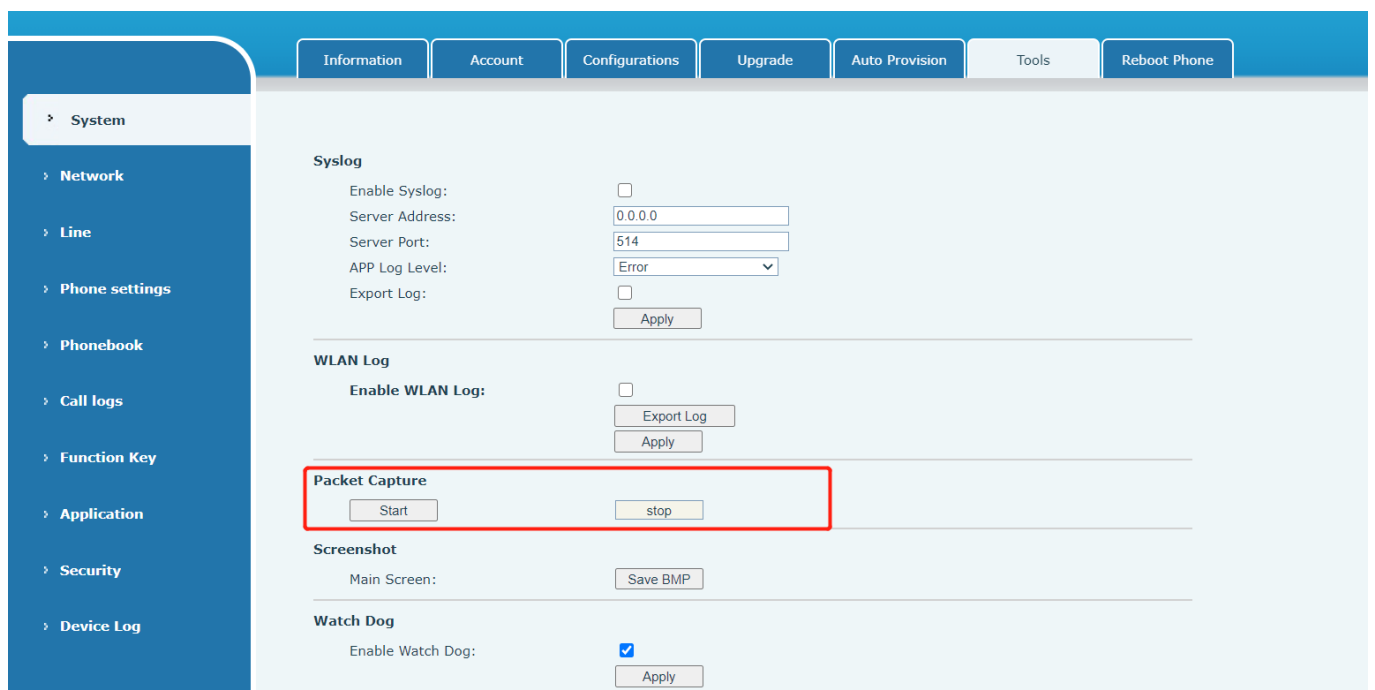 Information Account Configurations Upgrade Auto Provision Tools Reboot Phone
System
Network
Line
Phone settings
Phonebook
Call logs
Function Key
Application
Security
Device Log
Syslog
Enable Syslog:
Server Address: 0.0.0.0
Server Port: 514
APP Log Level: Error
Export Log:
Apply
WLAN Log
Enable WLAN Log:
Export Log
Apply
Packet Capture
Start stop
Screenshot
Main Screen: Save BMP
Watch Dog
Enable Watch Dog:
Apply